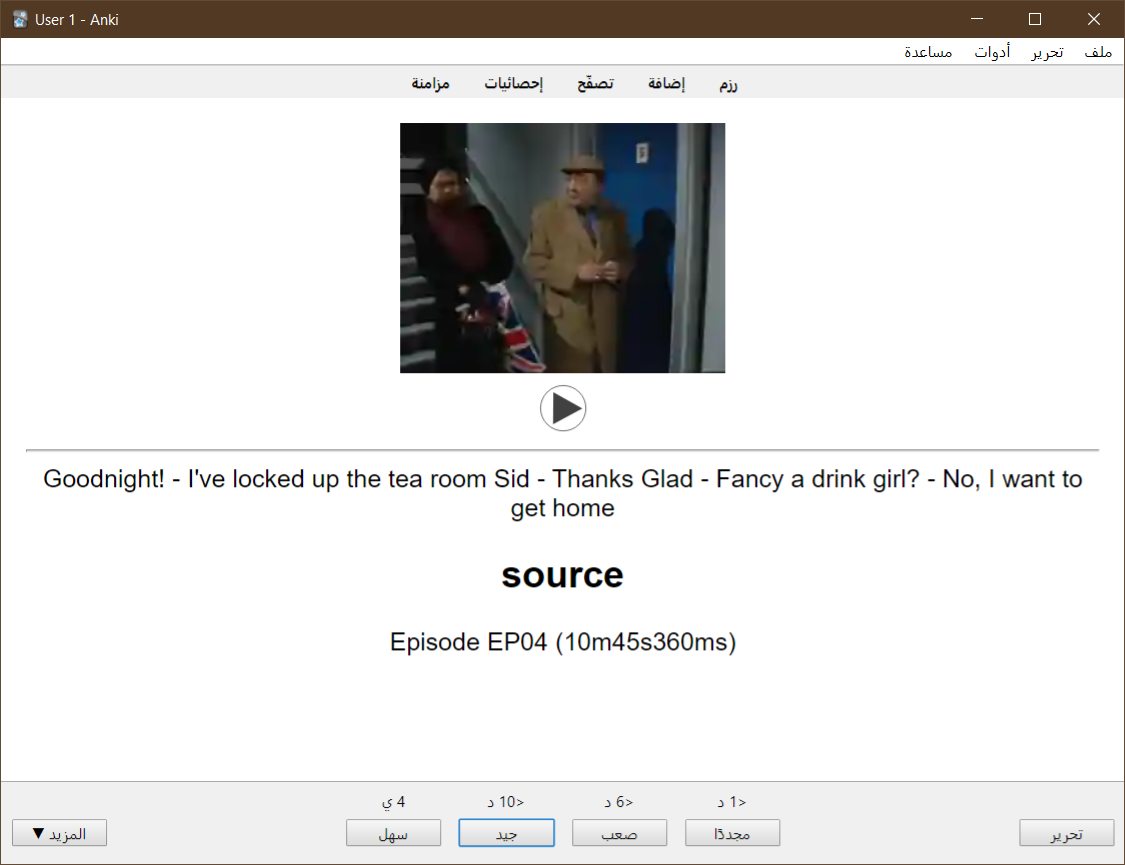 User 1 - Anki
ملف تحرير أدوات مساعدة
رزم إضافة تصفّح إحصائيات مزامنة
5
Goodnight! - I've locked up the tea room Sid - Thanks Glad - Fancy a drink girl? - No, I want to
get home
source
Episode EP04 (10m45s360ms)
<1 د <6 د <10 د 4 ي
تحرير مجددًا صعب جيد سهل المزيد ▼